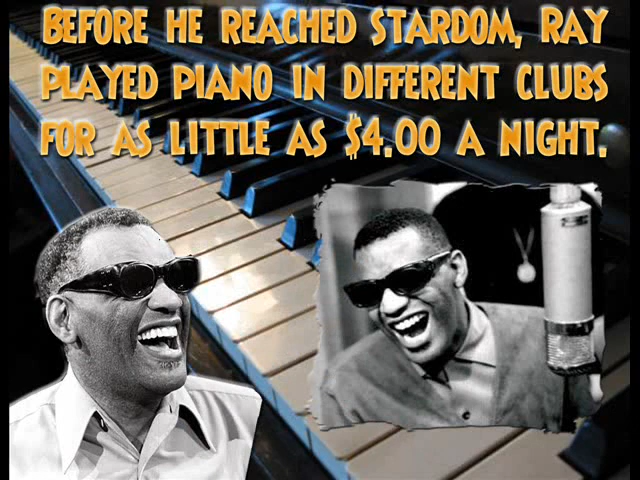 BEFORE HE REACHED STARDOM, RAY
PLAYED PIANO IN DIFFERENT CLUBS
FOR AS LITTLE AS $4.00 A NIGHT.